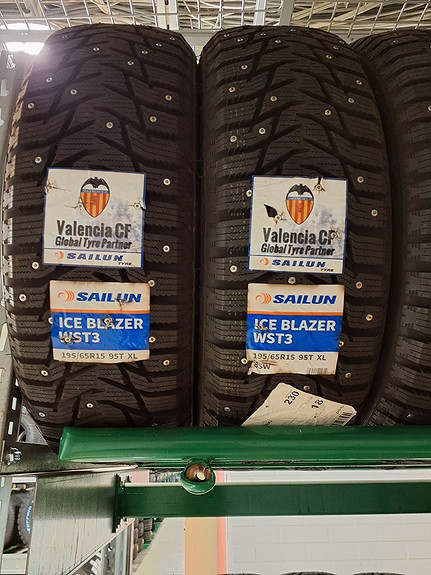 Valencia CF
Global Tyre Partner
SAILUN
TYRE
SAILUN
ICE BLAZER
WST3
195/65R15 95T XL
Valencia CF
Global Tyre Partner
SAILUN
TYRE
SAILUN
ICE BLAZER
WST3
195/65R15 95T XL
BSW
230
18